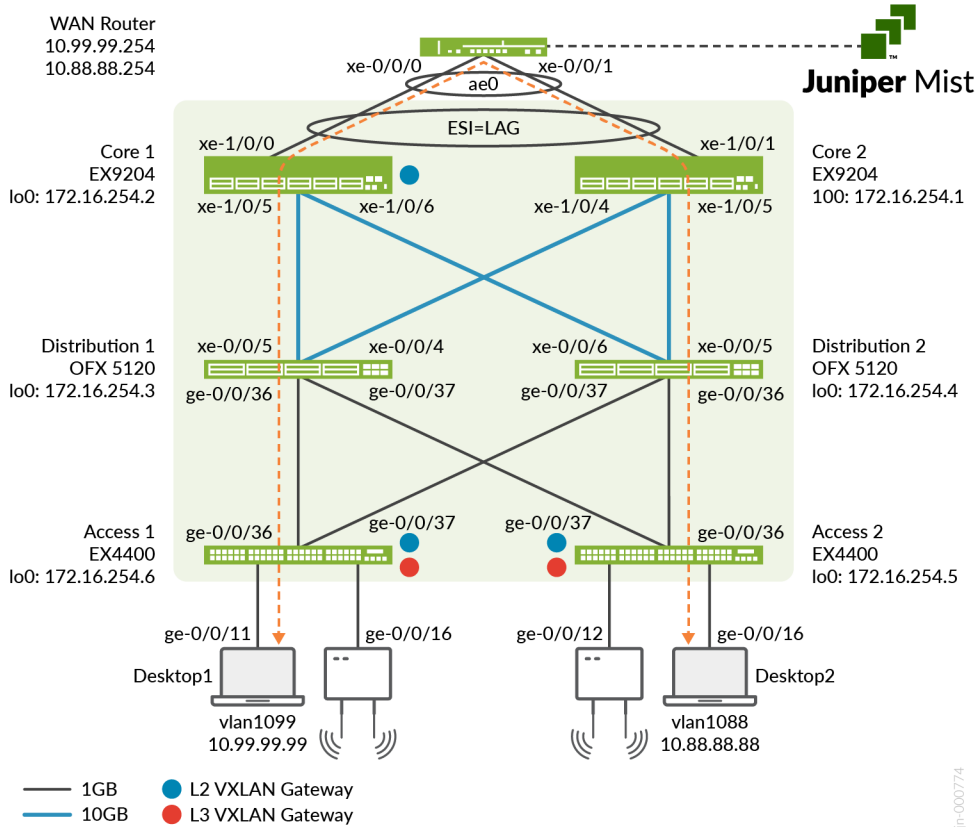 WAN Router
10.99.99.254
10.88.88.254
xe-0/0/0
xe-0/0/1
ae0
™
Juniper Mist
ESI=LAG
Core 1
EX9204
lo0: 172.16.254.2
xe-1/0/0
xe-1/0/1
Core 2
EX9204
100: 172.16.254.1
xe-1/0/5
xe-1/0/6
xe-1/0/4
xe-1/0/5
Distribution 1
OFX 5120
lo0: 172.16.254.3
xe-0/0/5
xe-0/0/4
xe-0/0/6
xe-0/0/5
Distribution 2
OFX 5120
lo0: 172.16.254.4
ge-0/0/36
ge-0/0/37
ge-0/0/37
ge-0/0/36
Access 1
EX4400
lo0: 172.16.254.6
ge-0/0/36
ge-0/0/37
ge-0/0/37
ge-0/0/36
Access 2
EX4400
lo0: 172.16.254.5
ge-0/0/11
ge-0/0/16
ge-0/0/12
ge-0/0/16
Desktop1
Desktop2
vlan1099
10.99.99.99
vlan1088
10.88.88.88
1GB
L2 VXLAN Gateway
10GB
L3 VXLAN Gateway
jn-000774